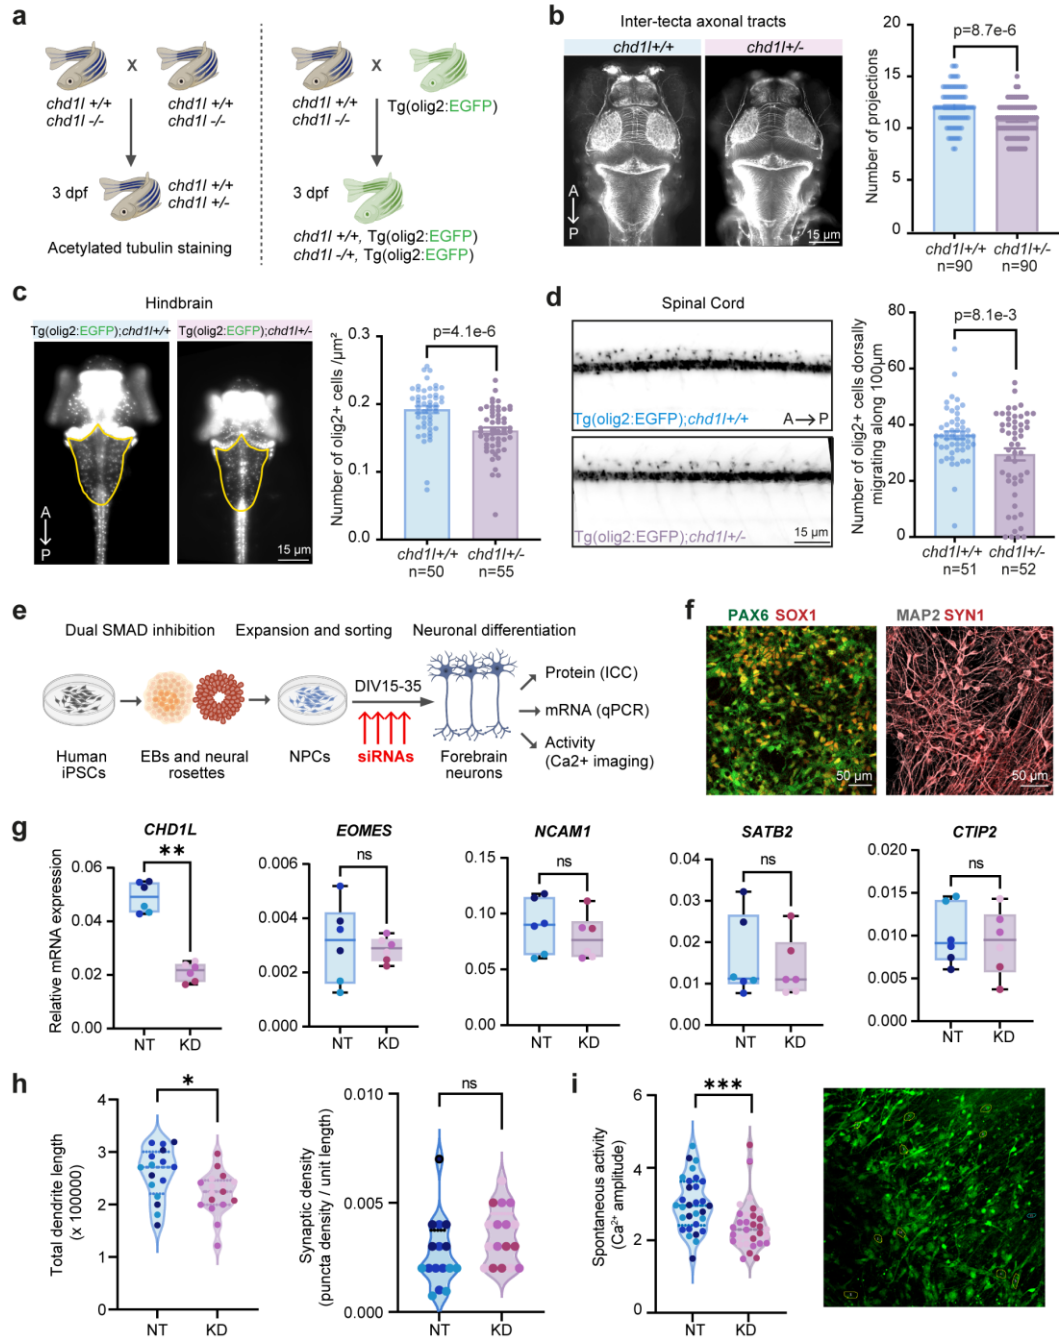 a
X
X
chd1l +/+
chd1l -/-
chd1l +/+
chd1l -/-
chd1l +/+
chd1l -/
Tg(olig2:EGFP)
3 dpf
chd1l +/+
chd1l +/-
Acetylated tubulin staining
3 dpf
chd1l +/+, Tg(olig2:EGFP)
chd1l -/+, Tg(olig2:EGFP)
b
Inter-tecta axonal tracts
chd1l+/+
chd1l+/-
A
P
15 µm
p=8.7e-6
Number of projections
20
15
10
5
0
chd1l+/+
n=90
chd1l+/-
n=90
c
Hindbrain
Tg(olig2:EGFP);chd1l+/+
Tg(olig2:EGFP);chd1l+/-
A
P
15 µm
p=4.1e-6
Number of olig2+ cells /µm²
0.3
0.2
0.1
0.0
chd1l+/+
n=50
chd1l+/-
n=55
d
Spinal Cord
Tg(olig2:EGFP);chd1l+/+
A
P
Tg(olig2:EGFP);chd1l+/-
15 µm
p=8.1e-3
Number of olig2+ cells dorsally
migrating along 100µm
80
60
40
20
0
chd1l+/+
n=51
chd1l+/-
n=52
e
Dual SMAD inhibition
Expansion and sorting
Neuronal differentiation
DIV15-35
siRNAs
Human
iPSCs
EBs and neural
rosettes
NPCs
Forebrain
neurons
Protein (ICC)
mRNA (qPCR)
Activity
(Ca2+ imaging)
f
PAX6 SOX1
50 µm
MAP2 SYN1
50 µm
g
Relative mRNA expression
CHD1L
**
0.06
0.04
0.02
0.00
NT
KD
EOMES
ns
0.006
0.004
0.002
0.000
NT
KD
NCAM1
ns
0.15
0.10
0.05
0.00
NT
KD
SATB2
ns
0.04
0.03
0.02
0.01
0.00
NT
KD
CTIP2
ns
0.020
0.015
0.010
0.005
0.000
NT
KD
h
Total dendrite length
(x 100000)
*
4
3
2
1
0
NT
KD
Synaptic density
(puncta density / unit length)
ns
0.010
0.005
0.000
NT
KD
i
Spontaneous activity
(Ca²⁺ amplitude)
***
6
4
2
0
NT
KD